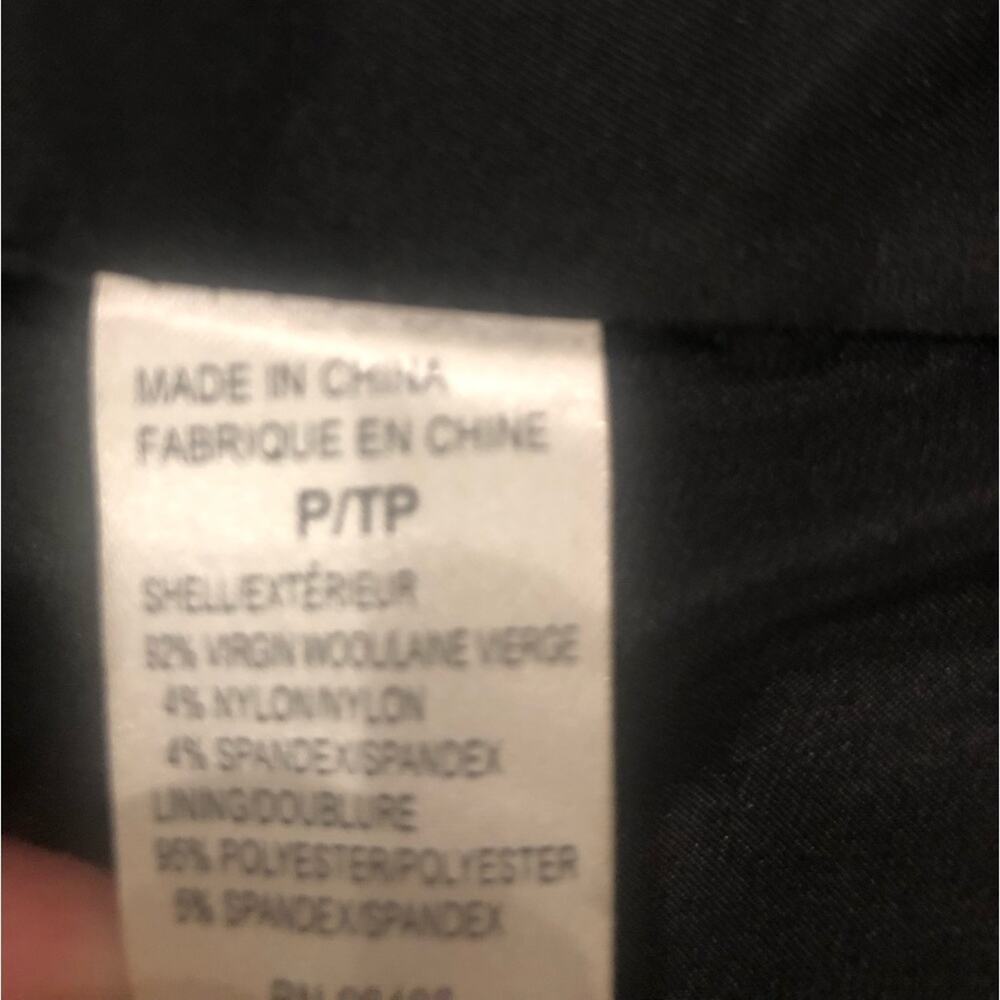 MADE IN CHINA
FABRIQUE EN CHINE
P/TP
SHELL/EXTÉRIEUR
92% VIRGIN WOOL/LAINE VIERGE
4% NYLON/NYLON
4% SPANDEX/SPANDEX
LINING/DOUBLURE
95% POLYESTER/POLYESTER
5% SPANDEX/SPANDEX
RN